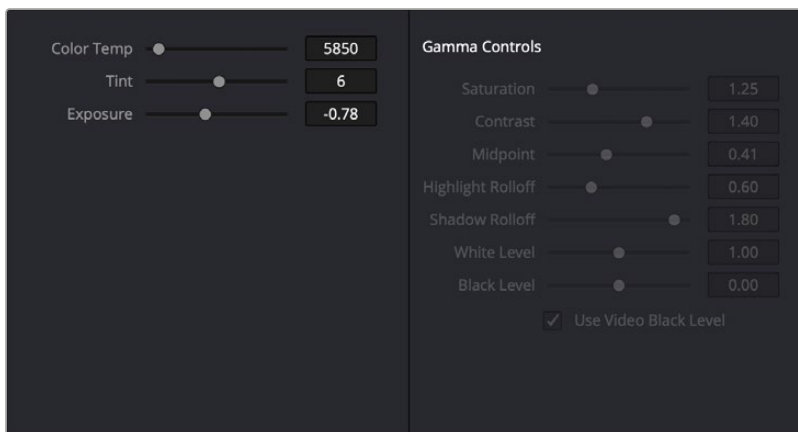 Color Temp 5850
Tint 6
Exposure -0.78
Gamma Controls
Saturation 1.25
Contrast 1.40
Midpoint 0.41
Highlight Rolloff 0.60
Shadow Rolloff 1.80
White Level 1.00
Black Level 0.00
Use Video Black Level